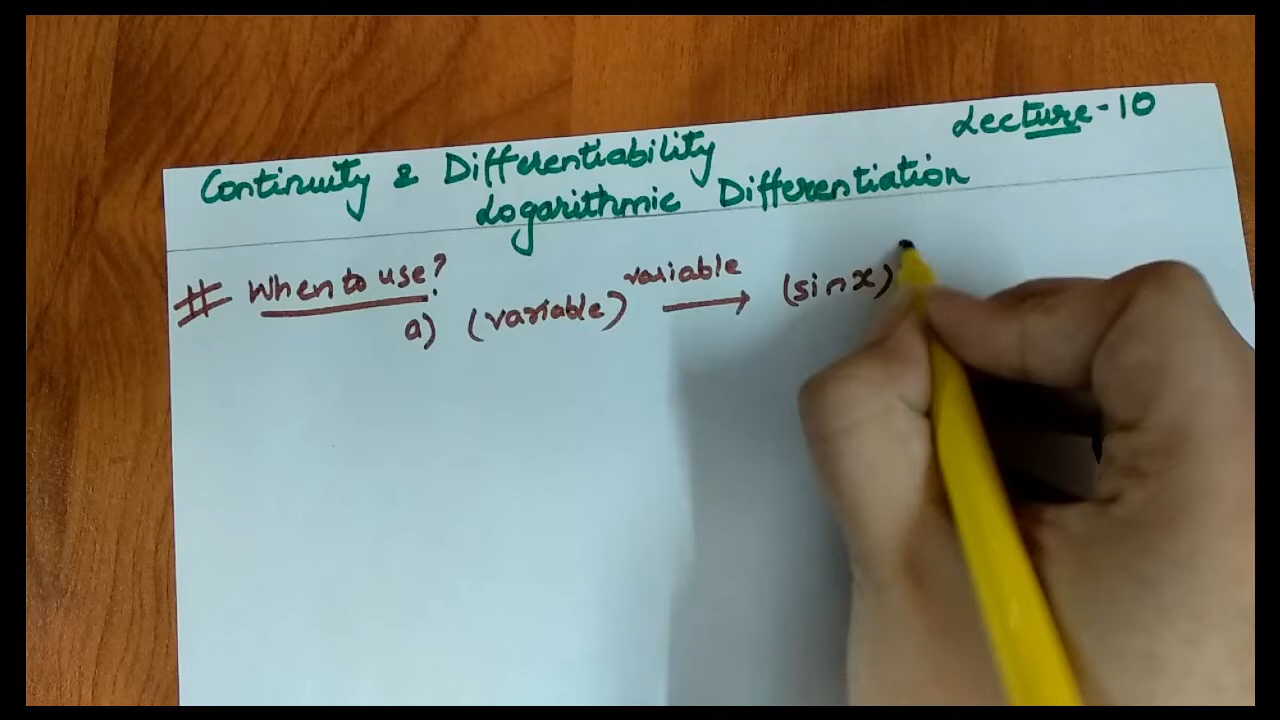 Lecture-10
Continuity & Differentiability
Logarithmic Differentiation
# When to use?
a) (variable)^variable → (sinx)